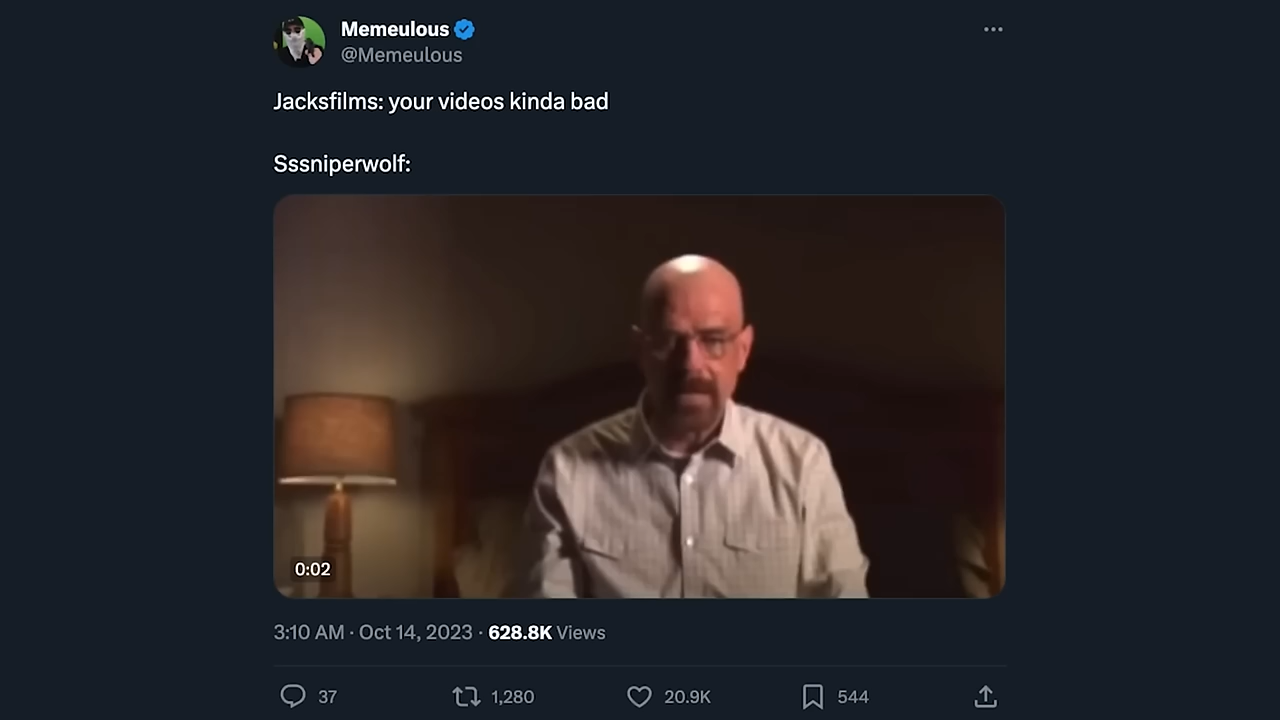 Memeulous
@Memeulous
Jacksfilms: your videos kinda bad
Sssniperwolf:
0:02
3:10 AM · Oct 14, 2023 · 628.8K Views
37 1,280 20.9K 544